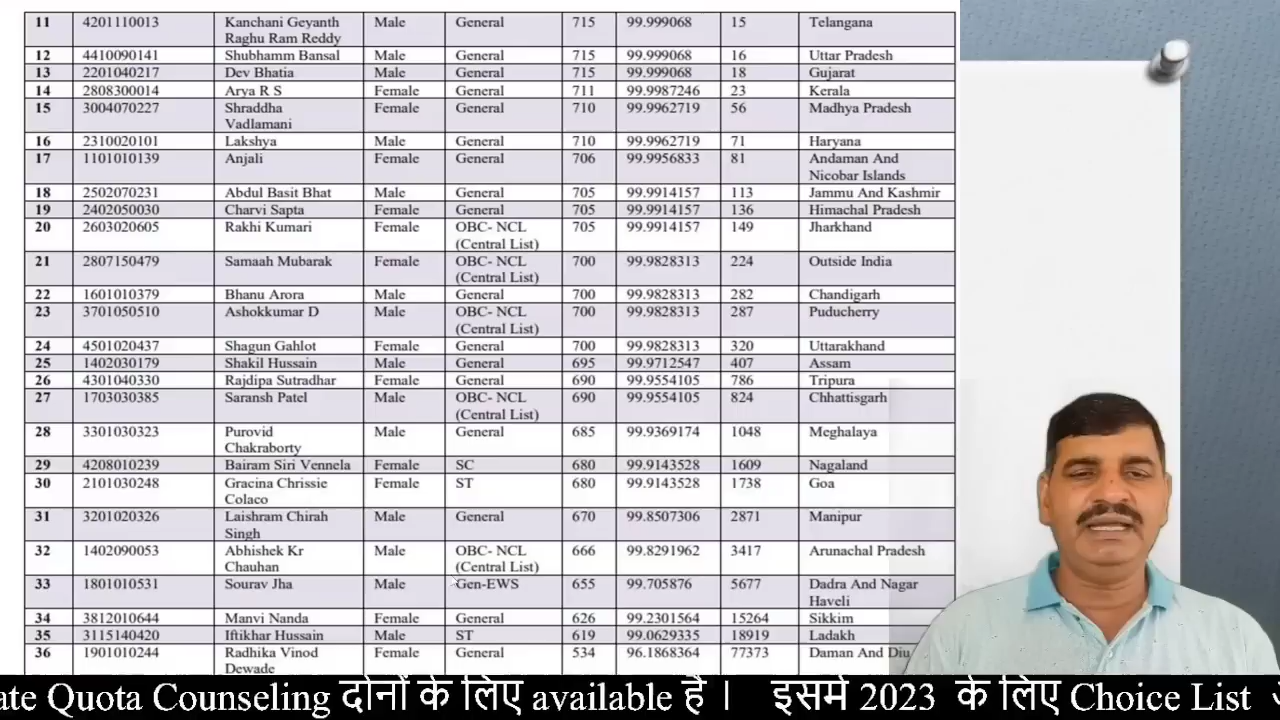 11 4201110013 Kanchani Geyanth Male General 715 99.999068 15 Telangana
Raghu Ram Reddy
12 4410090141 Shubhamm Bansal Male General 715 99.999068 16 Uttar Pradesh
13 2201040217 Dev Bhatia Male General 715 99.999068 18 Gujarat
14 2808300014 Arya R S Female General 711 99.9987246 23 Kerala
15 3004070227 Shraddha Female General 710 99.9962719 56 Madhya Pradesh
Vadlamani
16 2310020101 Lakshya Male General 710 99.9962719 71 Haryana
17 1101010139 Anjali Female General 706 99.9956833 81 Andaman And
Nicobar Islands
18 2502070231 Abdul Basit Bhat Male General 705 99.9914157 113 Jammu And Kashmir
19 2402050030 Charvi Sapta Female General 705 99.9914157 136 Himachal Pradesh
20 2603020605 Rakhi Kumari Female OBC- NCL 705 99.9914157 149 Jharkhand
(Central List)
21 2807150479 Samaah Mubarak Female OBC- NCL 700 99.9828313 224 Outside India
(Central List)
22 1601010379 Bhanu Arora Male General 700 99.9828313 282 Chandigarh
23 3701050510 Ashokkumar D Male OBC- NCL 700 99.9828313 287 Puducherry
(Central List)
24 4501020437 Shagun Gahlot Female General 700 99.9828313 320 Uttarakhand
25 1402030179 Shakil Hussain Male General 695 99.9712547 407 Assam
26 4301040330 Rajdipa Sutradhar Female General 690 99.9554105 786 Tripura
27 1703030385 Saransh Patel Male OBC- NCL 690 99.9554105 824 Chhattisgarh
(Central List)
28 3301030323 Purovid Male General 685 99.9369174 1048 Meghalaya
Chakraborty
29 4208010239 Bairam Siri Vennela Female SC 680 99.9143528 1609 Nagaland
30 2101030248 Gracina Chrissie Female ST 680 99.9143528 1738 Goa
Colaco
31 3201020326 Laishram Chirah Male General 670 99.8507306 2871 Manipur
Singh
32 1402090053 Abhishek Kr Male OBC- NCL 666 99.8291962 3417 Arunachal Pradesh
Chauhan (Central List)
33 1801010531 Sourav Jha Male Gen-EWS 655 99.705876 5677 Dadra And Nagar
Haveli
34 3812010644 Manvi Nanda Female General 626 99.2301564 15264 Sikkim
35 3115140420 Iftikhar Hussain Male ST 619 99.0629335 18919 Ladakh
36 1901010244 Radhika Vinod Female General 534 96.1868364 77373 Daman And Diu
Dewade
ate Quota Counseling दोनों के लिए available है । इसमें 2023 के लिए Choice List